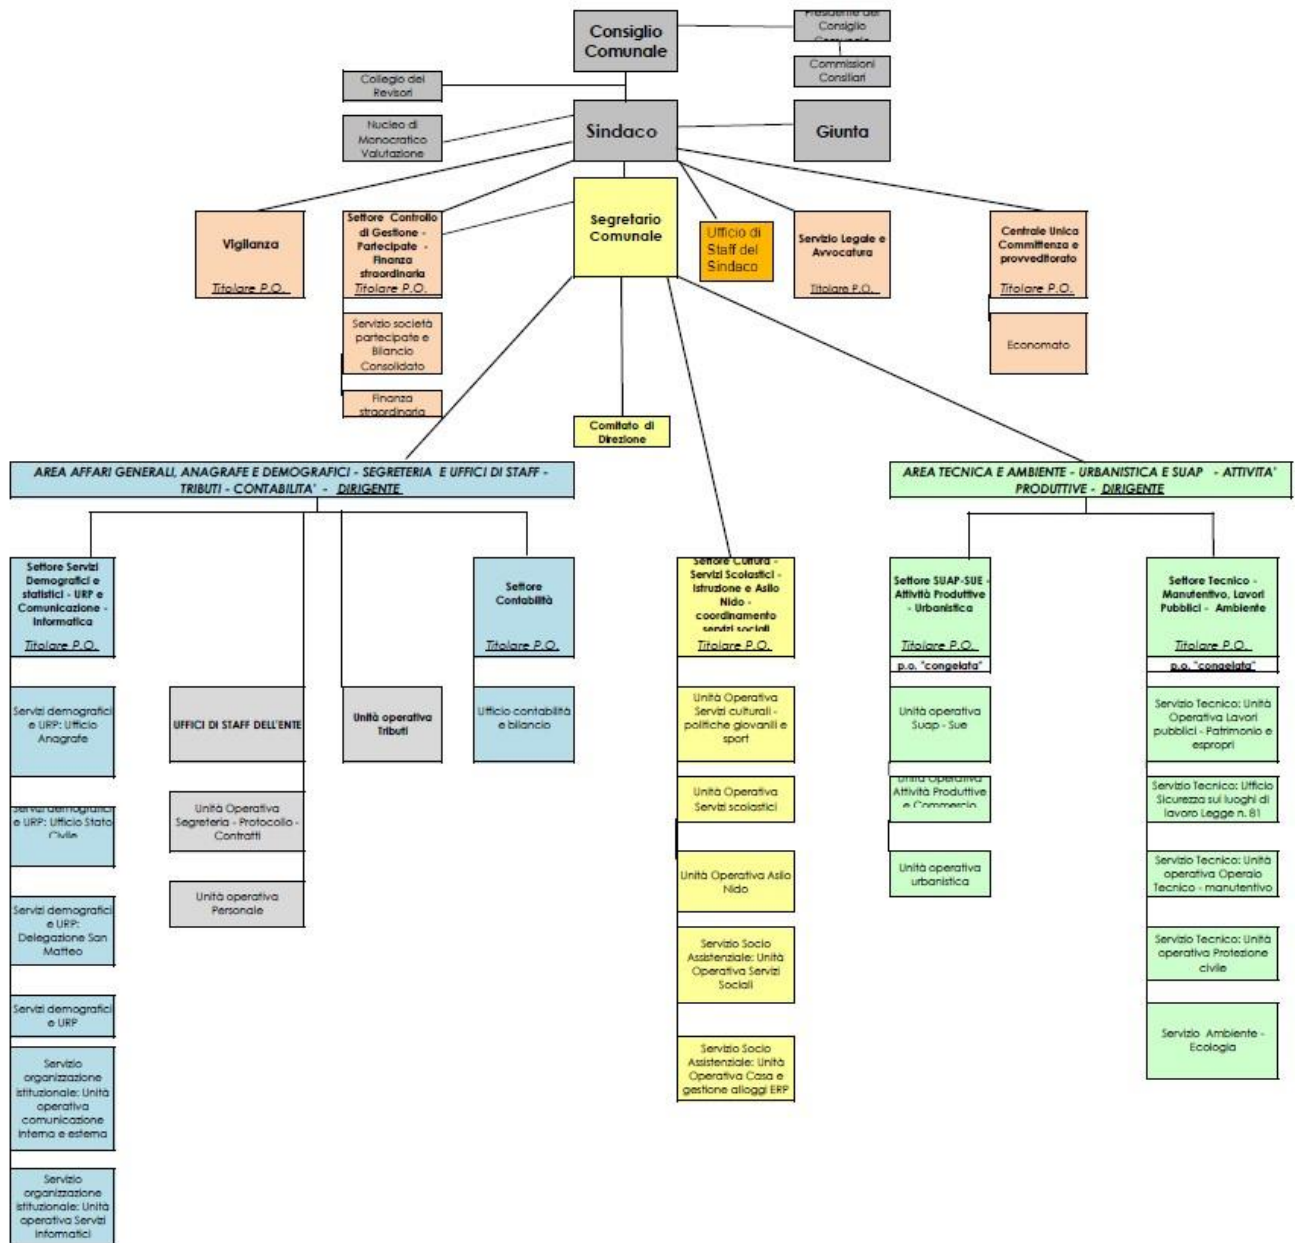 Presidente del
Consiglio
Comunale
Consiglio
Comunale
Commissioni
Consiliari
Collegio dei
Revisori
Nucleo di
Monocratico
Valutazione
Sindaco
Giunta
Vigilanza
Titolare P.O.
Settore Controllo
di Gestione -
Partecipate -
Finanza
straordinaria
Titolare P.O.
Segretario
Comunale
Ufficio di
Staff del
Sindaco
Servizio Legale e
Avvocatura
Titolare P.O.
Centrale Unica
Committenza e
provveditorato
Titolare P.O.
Servizio società
partecipate e
Bilancio
Consolidato
Economato
Finanza
straordinaria
Comitato di
Direzione
AREA AFFARI GENERALI, ANAGRAFE E DEMOGRAFICI - SEGRETERIA E UFFICI DI STAFF -
TRIBUTI - CONTABILITA' - DIRIGENTE
AREA TECNICA E AMBIENTE - URBANISTICA E SUAP - ATTIVITA'
PRODUTTIVE - DIRIGENTE
Settore Servizi
Demografici e
statistici - URP e
Comunicazione -
Informatica
Titolare P.O.
Settore
Contabilità
Titolare P.O.
Settore Cultura -
Servizi Scolastici -
Istruzione e Asilo
Nido -
coordinamento
servizi sociali
Titolare P.O.
Settore SUAP-SUE -
Attività Produttive
- Urbanistica
Titolare P.O.
p.o. "congelata"
Settore Tecnico -
Manutentivo, Lavori
Pubblici - Ambiente
Titolare P.O.
p.o. "congelata"
Servizi demografici
e URP: Ufficio
Anagrafe
UFFICI DI STAFF DELL'ENTE
Unità operativa
Tributi
Ufficio contabilità
e bilancio
Unità Operativa
Servizi culturali -
politiche giovanili e
sport
Unità operativa
Suap - Sue
Servizio Tecnico: Unità
Operativa Lavori
pubblici - Patrimonio e
espropri
Servizi demografici
e URP: Ufficio Stato
Civile
Unità Operativa
Segreteria - Protocollo -
Contratti
Unità Operativa
Servizi scolastici
Unità Operativa
Attività Produttive
e Commercio
Servizio Tecnico: Ufficio
Sicurezza sui luoghi di
lavoro Legge n. 81
Unità operativa
Personale
Unità Operativa Asilo
Nido
Unità operativa
urbanistica
Servizio Tecnico: Unità
operativa Operaio
Tecnico - manutentivo
Servizi demografici
e URP:
Delegazione San
Matteo
Servizio Socio
Assistenziale: Unità
Operativa Servizi
Sociali
Servizio Tecnico: Unità
operativa Protezione
civile
Servizi demografici
e URP
Servizio Socio
Assistenziale: Unità
Operativa Casa e
gestione alloggi ERP
Servizio Ambiente -
Ecologia
Servizio
organizzazione
istituzionale: Unità
operativa
comunicazione
interna e esterna
Servizio
organizzazione
istituzionale: Unità
operativa Servizi
informatici